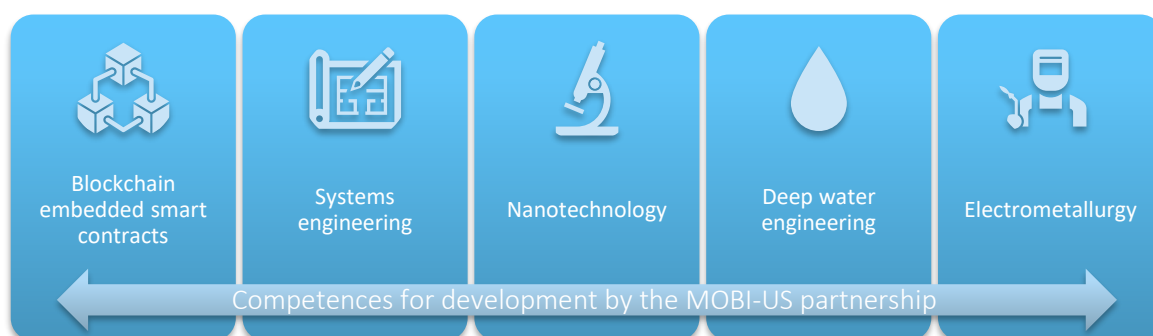 Blockchain
embedded smart
contracts
Systems
engineering
Nanotechnology
Deep water
engineering
Electrometallurgy
Competences for development by the MOBI-US partnership